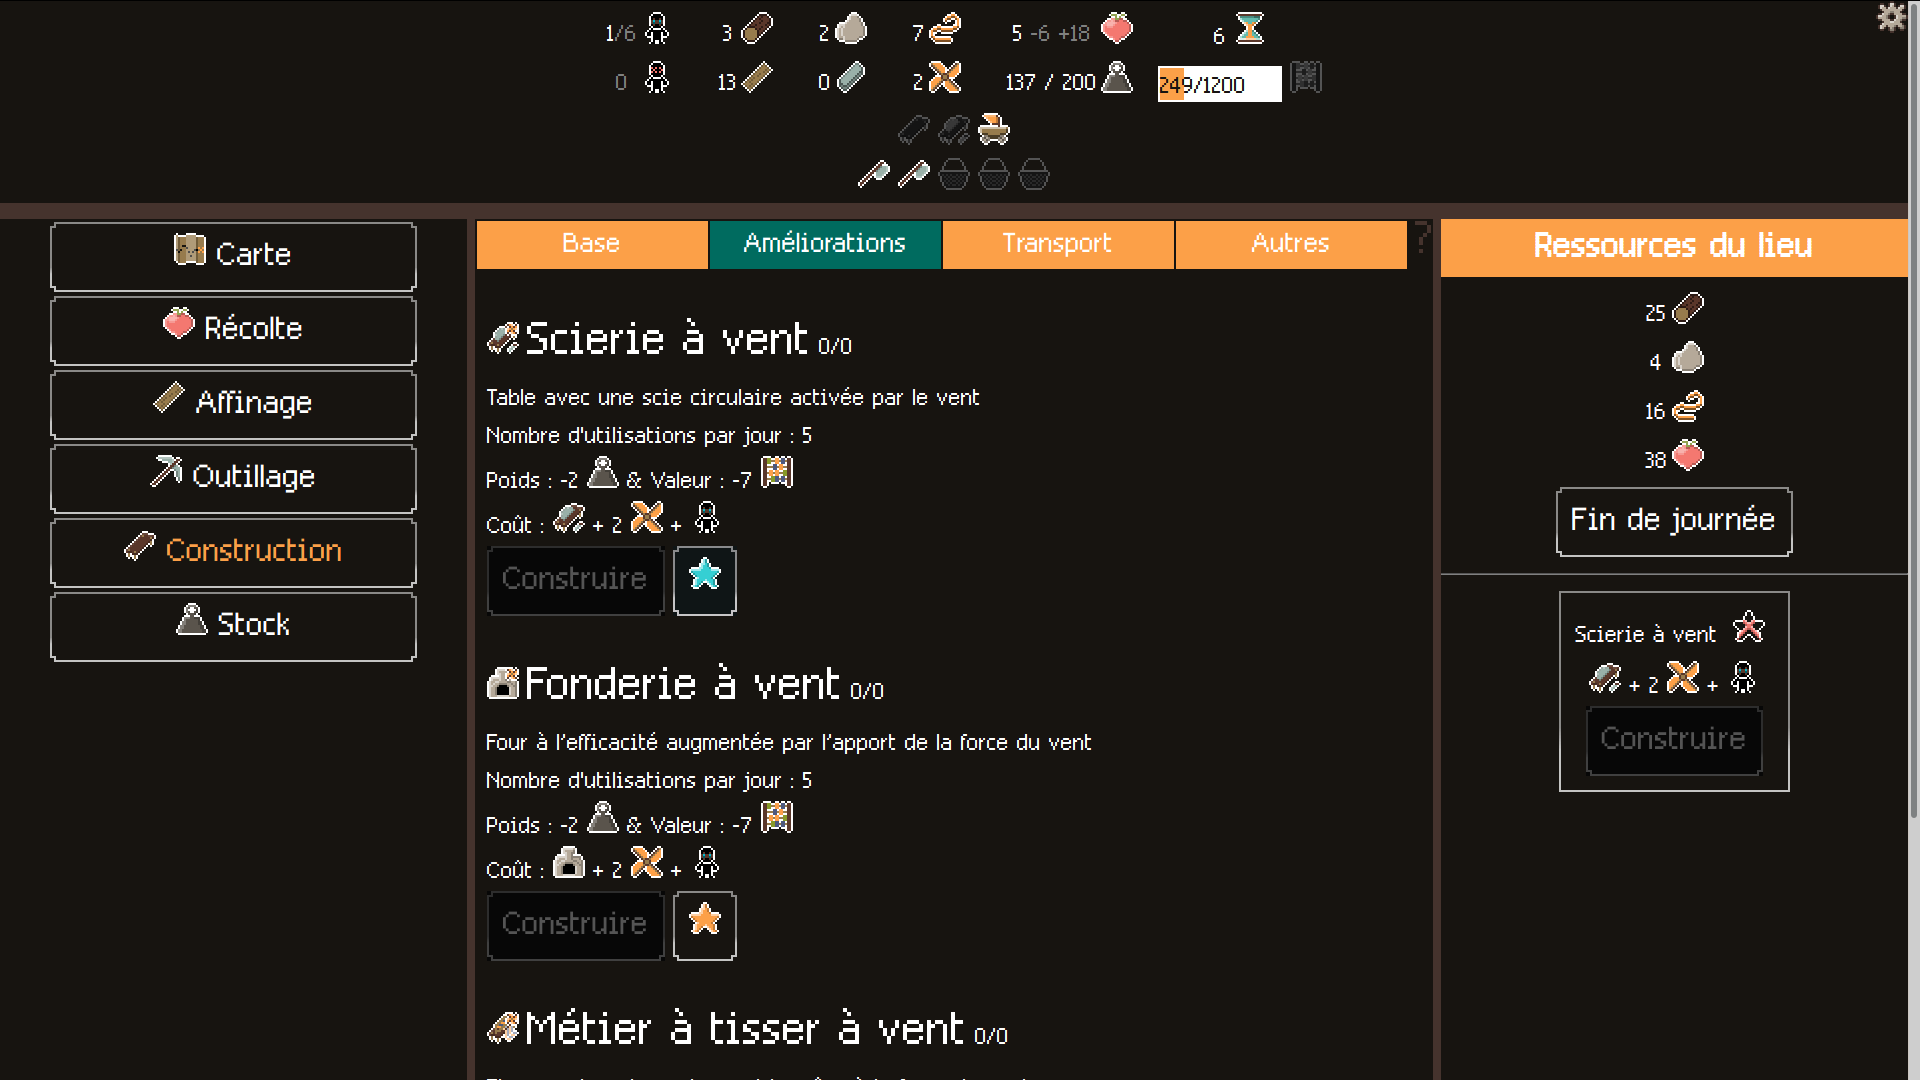 1/6 3 2 7 5 -6 +18 6
0 13 0 2 137 / 200 249/1200
Carte
Récolte
Affinage
Outillage
Construction
Stock
Base Améliorations Transport Autres ?
Scierie à vent 0/0
Table avec une scie circulaire activée par le vent
Nombre d'utilisations par jour : 5
Poids : -2 & Valeur : -7
Coût : + 2 +
Construire
Fonderie à vent 0/0
Four à l'efficacité augmentée par l'apport de la force du vent
Nombre d'utilisations par jour : 5
Poids : -2 & Valeur : -7
Coût : + 2 +
Construire
Métier à tisser à vent 0/0
Ressources du lieu
25
4
16
38
Fin de journée
Scierie à vent
+ 2 +
Construire